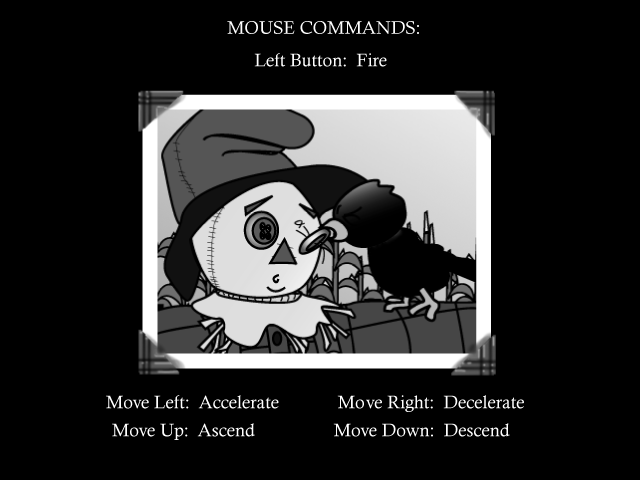 MOUSE COMMANDS:
Left Button: Fire
Move Left: Accelerate Move Right: Decelerate
Move Up: Ascend Move Down: Descend